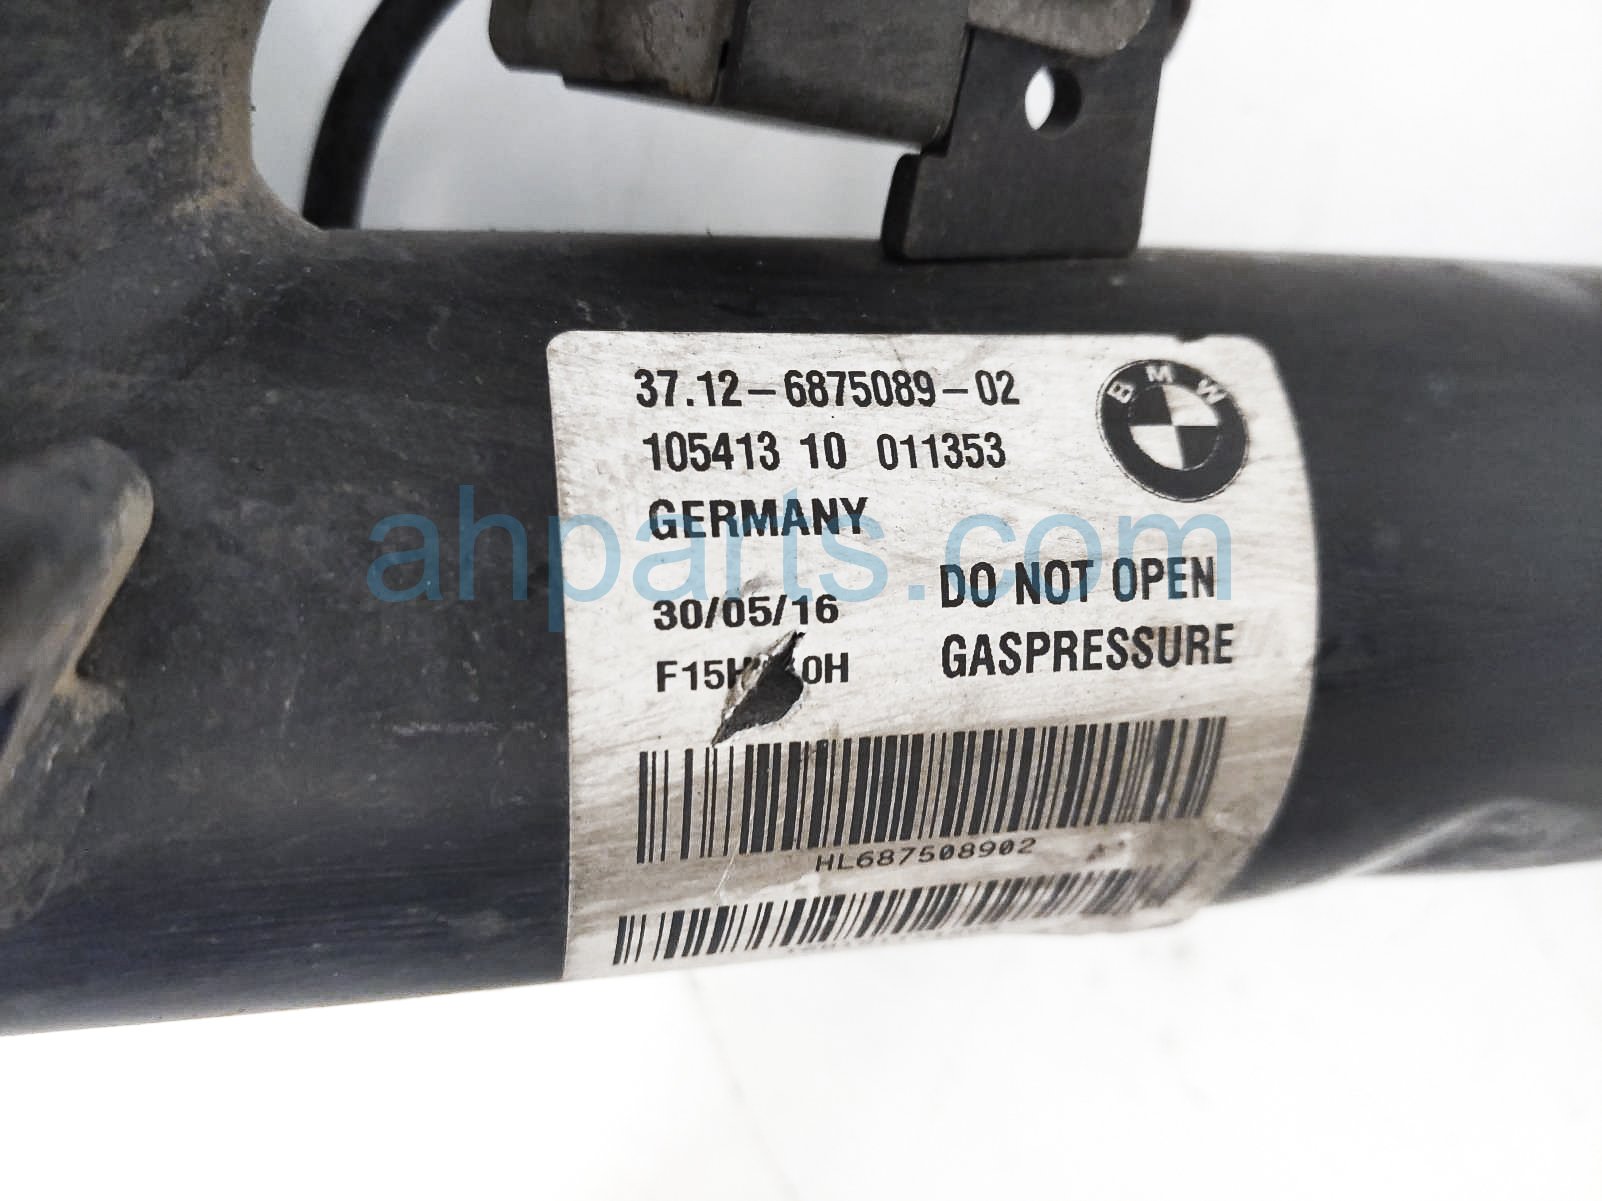 37.12-6875089-02
BMW
105413 10 011353
GERMANY
ahparts.com
DO NOT OPEN
30/05/16
GASPRESSURE
HL687508902